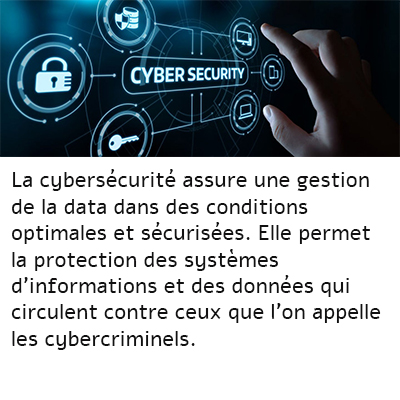 CYBER SECURITY
La cybersécurité assure une gestion
de la data dans des conditions
optimales et sécurisées. Elle permet
la protection des systèmes
d'informations et des données qui
circulent contre ceux que l'on appelle
les cybercriminels.